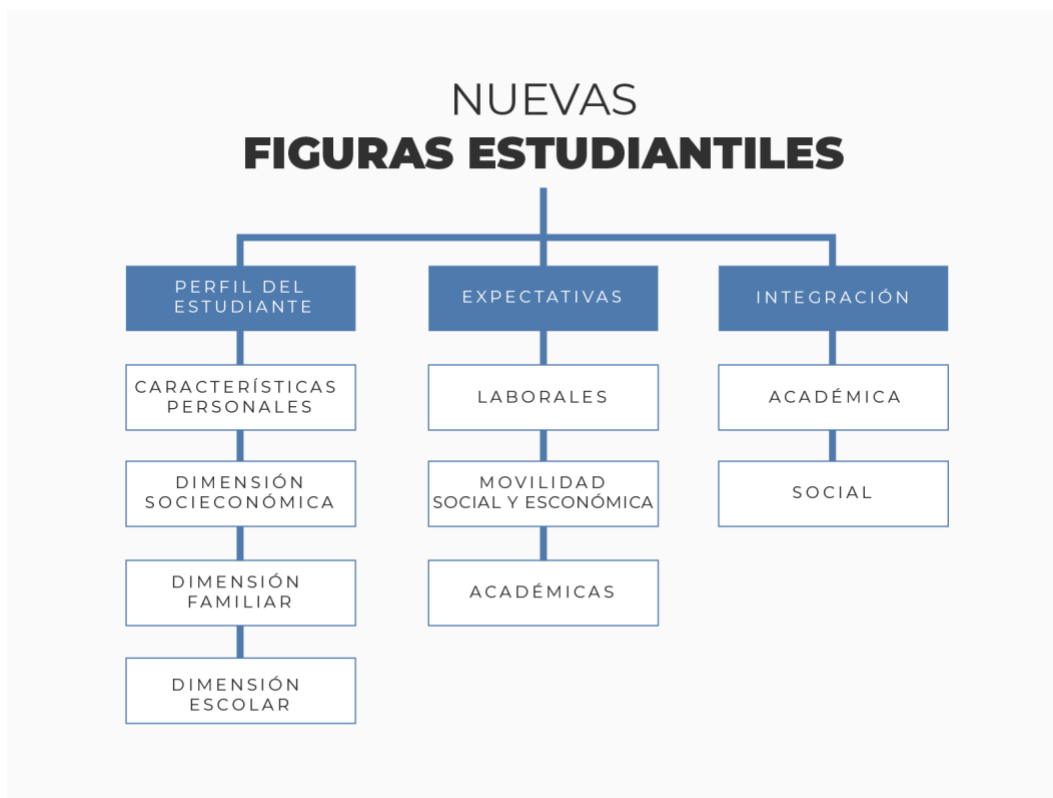 NUEVAS
FIGURAS ESTUDIANTILES
PERFIL DEL
ESTUDIANTE
CARACTERÍSTICAS
PERSONALES
DIMENSIÓN
SOCIECONÓMICA
DIMENSIÓN
FAMILIAR
DIMENSIÓN
ESCOLAR
EXPECTATIVAS
LABORALES
MOVILIDAD
SOCIAL Y ESCONÓMICA
ACADÉMICAS
INTEGRACIÓN
ACADÉMICA
SOCIAL